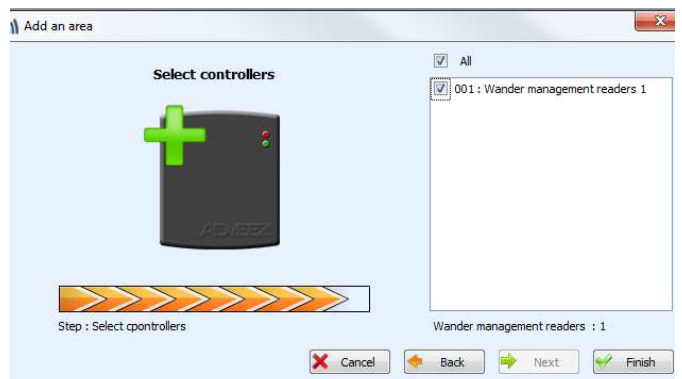 Add an area
Select controllers
All
001 : Wander management readers 1
Step : Select cpontrollers
Wander management readers : 1
Cancel
Back
Next
Finish